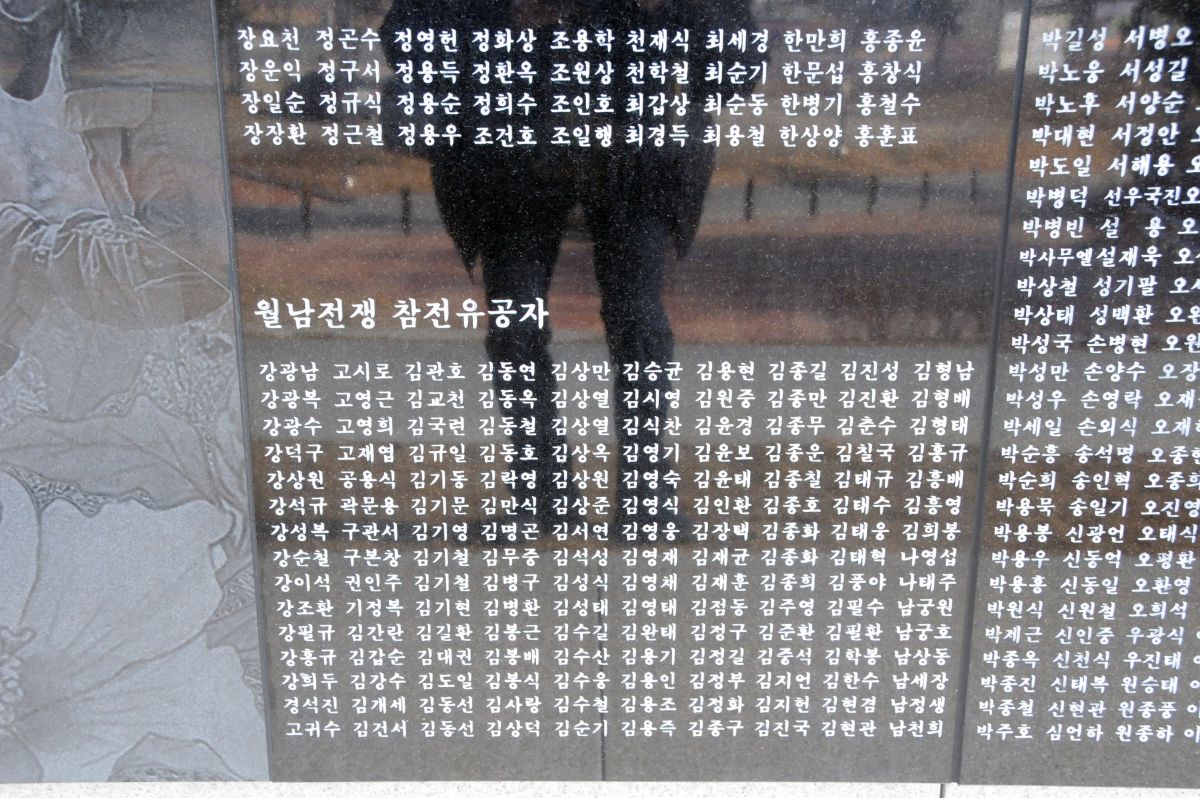 장요천 정곤수 정영헌 정화상 조용학 천재식 최세경 한만희 홍종윤
장운익 정구서 정용득 정환옥 조원상 천학철 최순기 한문섭 홍창식
장일순 정규식 정용순 정희수 조인호 최갑상 최순동 한병기 홍철수
장장환 정근철 정용우 조건호 조일행 최경득 최용철 한상양 홍훈표
월남전쟁 참전유공자
강광남 고시로 김관호 김동연 김상만 김승균 김용현 김종길 김진성 김형남
강광복 고영근 김교천 김동옥 김상열 김시영 김원중 김종만 김진환 김형배
강광수 고영희 김국련 김동철 김상열 김식찬 김윤경 김종무 김춘수 김형태
강덕구 고재엽 김규일 김동호 김상옥 김영기 김윤보 김종운 김칠국 김홍규
강상원 공용식 김기동 김락영 김상원 김영숙 김윤태 김종칠 김태규 김흥배
강석규 곽문용 김기문 김만식 김상준 김영식 김인환 김종호 김태수 김흥영
강성복 구관서 김기영 김명곤 김서연 김영웅 김장택 김종화 김태웅 김희봉
강순철 구본창 김기철 김무중 김석성 김영재 김재균 김종화 김태혁 나영섭
강이석 권인주 김기철 김병구 김성식 김영채 김재훈 김종희 김풍야 나태주
강조환 기정복 김기현 김병환 김성태 김영태 김점동 김주영 김필수 남궁원
강필규 김간란 김길환 김봉근 김수길 김완태 김정구 김준환 김필환 남궁호
강흥규 김갑순 김대권 김봉배 김수산 김용기 김정길 김중석 김학봉 남상동
강희두 김강수 김도일 김봉식 김수웅 김용인 김정부 김지언 김한수 남세장
경석진 김개세 김동선 김사랑 김수철 김용조 김정화 김지헌 김현겸 남정생
고귀수 김건서 김동선 김상덕 김순기 김용즉 김종구 김진국 김현관 남천희
박길성 서병오
박노웅 서성길
박노후 서양순
박대현 서정안
박도일 서해용
박병덕 선우국진
박병빈 설 용
박사무엘 설재욱
박상철 성기팔
박상태 성백환
박성국 손병현
박성만 손양수
박성우 손영락
박세일 손외식
박순흥 송석명
박순희 송인혁
박용묵 송일기 오진영
박용봉 신광언 오태식
박용우 신동억 오평환
박용흥 신동일 오환영
박원식 신원철 오희석
박제근 신인중 우광식
박종옥 신천식 우진태
박종진 신태복 원승태
박종철 신현관 원종풍
박주호 심언하 원종하